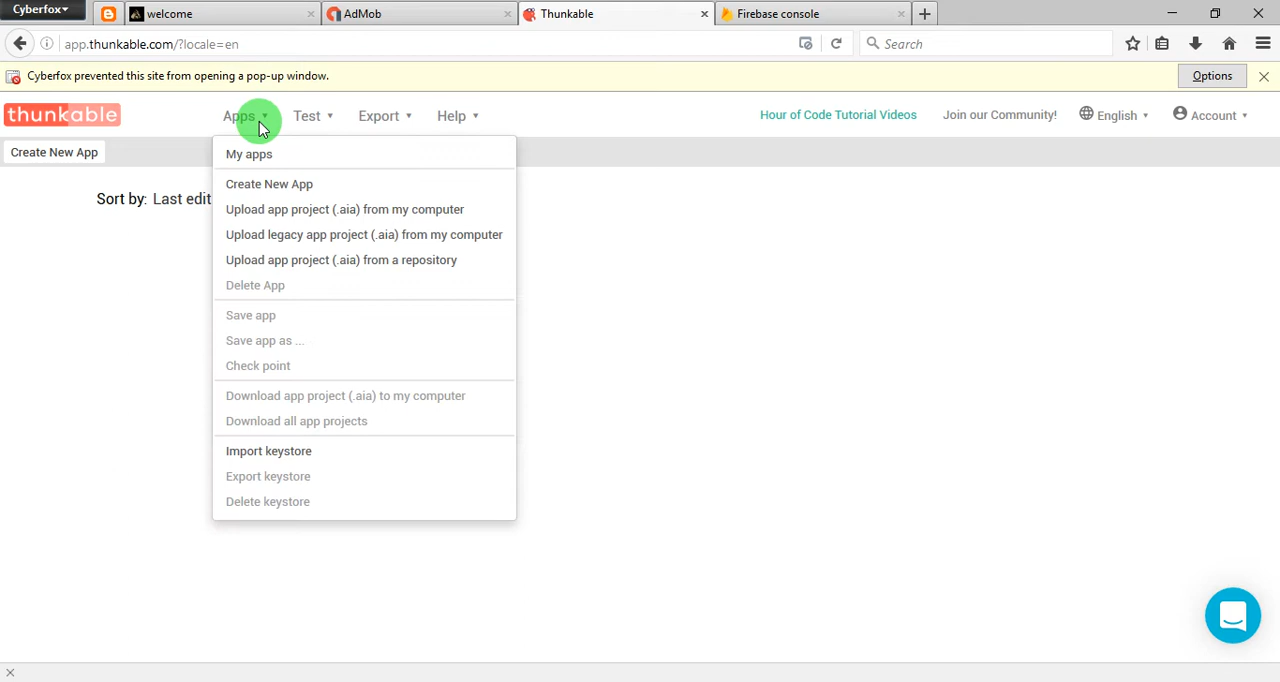 Cyberfox
welcome
AdMob
Thunkable
Firebase console
app.thunkable.com/?locale=en
Search
Cyberfox prevented this site from opening a pop-up window.
Options
thunkable
Apps
Test
Export
Help
Hour of Code Tutorial Videos
Join our Community!
English
Account
Create New App
Sort by: Last edit
My apps
Create New App
Upload app project (.aia) from my computer
Upload legacy app project (.aia) from my computer
Upload app project (.aia) from a repository
Delete App
Save app
Save app as ...
Check point
Download app project (.aia) to my computer
Download all app projects
Import keystore
Export keystore
Delete keystore